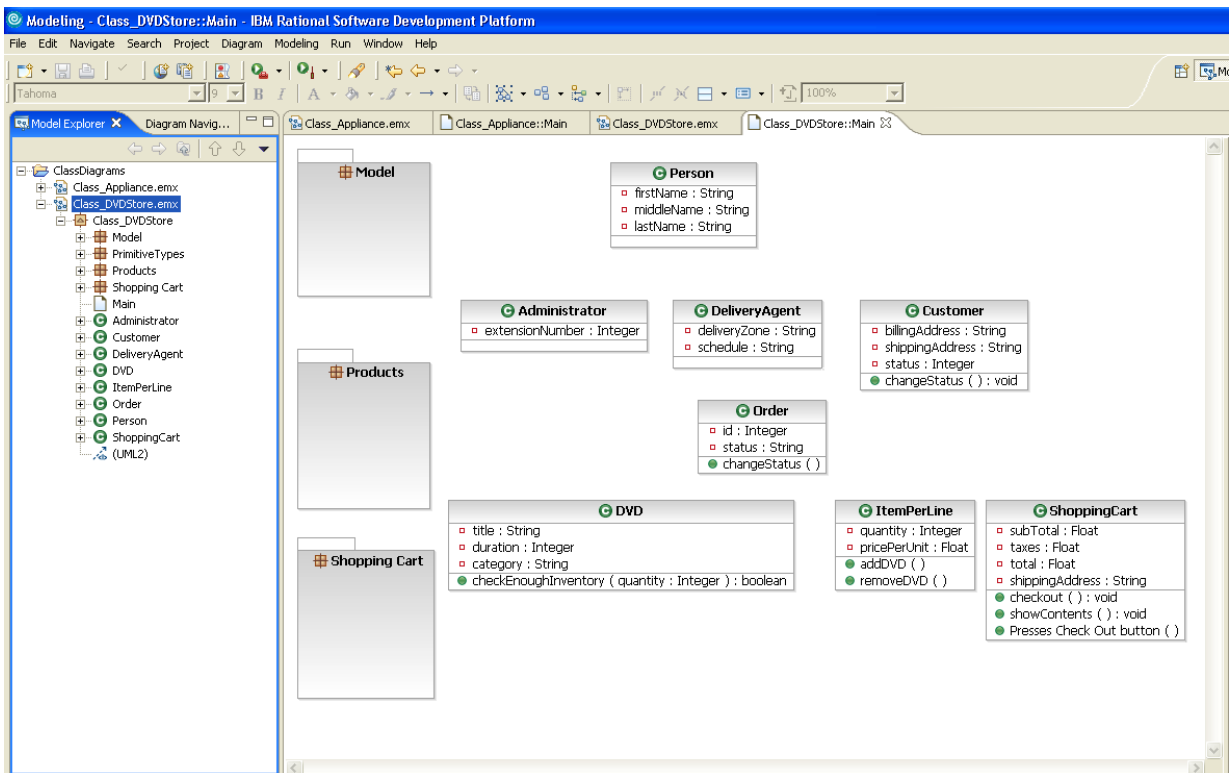 Modeling - Class_DVDStore::Main - IBM Rational Software Development Platform
File Edit Navigate Search Project Diagram Modeling Run Window Help
Tahoma 9 B I A 100%
Model Explorer Diagram Navig...
Class_Appliance.emx Class_Appliance::Main Class_DVDStore.emx Class_DVDStore::Main
ClassDiagrams
Class_Appliance.emx
Class_DVDStore.emx
Class_DVDStore
Model
PrimitiveTypes
Products
Shopping Cart
Main
Administrator
Customer
DeliveryAgent
DVD
ItemPerLine
Order
Person
ShoppingCart
(UML2)
Model
Products
Shopping Cart
Person
firstName : String
middleName : String
lastName : String
Administrator
extensionNumber : Integer
DeliveryAgent
deliveryZone : String
schedule : String
Customer
billingAddress : String
shippingAddress : String
status : Integer
changeStatus ( ) : void
Order
id : Integer
status : String
changeStatus ( )
DVD
title : String
duration : Integer
category : String
checkEnoughInventory ( quantity : Integer ) : boolean
ItemPerLine
quantity : Integer
pricePerUnit : Float
addDVD ( )
removeDVD ( )
ShoppingCart
subTotal : Float
taxes : Float
total : Float
shippingAddress : String
checkout ( ) : void
showContents ( ) : void
Presses Check Out button ( )